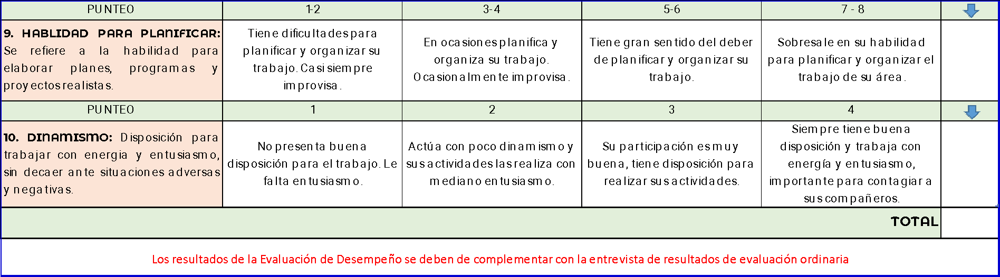 PUNTEO 1-2 3-4 5-6 7 - 8
9. HABLIDAD PARA PLANIFICAR:
Se refiere a la habilidad para
elaborar planes, programas y
proyectos realistas.
Tiene dificultades para
planificar y organizar su
trabajo. Casi siempre
improvisa.
En ocasiones planifica y
organiza su trabajo.
Ocasionalmente improvisa.
Tiene gran sentido del deber
de planificar y organizar su
trabajo.
Sobresale en su habilidad
para planificar y organizar el
trabajo de su área.
PUNTEO 1 2 3 4
10. DINAMISMO: Disposición para
trabajar con energia y entusiasmo,
sin decaer ante situaciones adversas
y negativas.
No presenta buena
disposición para el trabajo. Le
falta entusiasmo.
Actúa con poco dinamismo y
sus actividades las realiza con
mediano entusiasmo.
Su participación es muy
buena, tiene disposición para
realizar sus actividades.
Siempre tiene buena
disposición y trabaja con
energía y entusiasmo,
importante para contagiar a
sus compañeros.
TOTAL
Los resultados de la Evaluación de Desempeño se deben de complementar con la entrevista de resultados de evaluación ordinaria